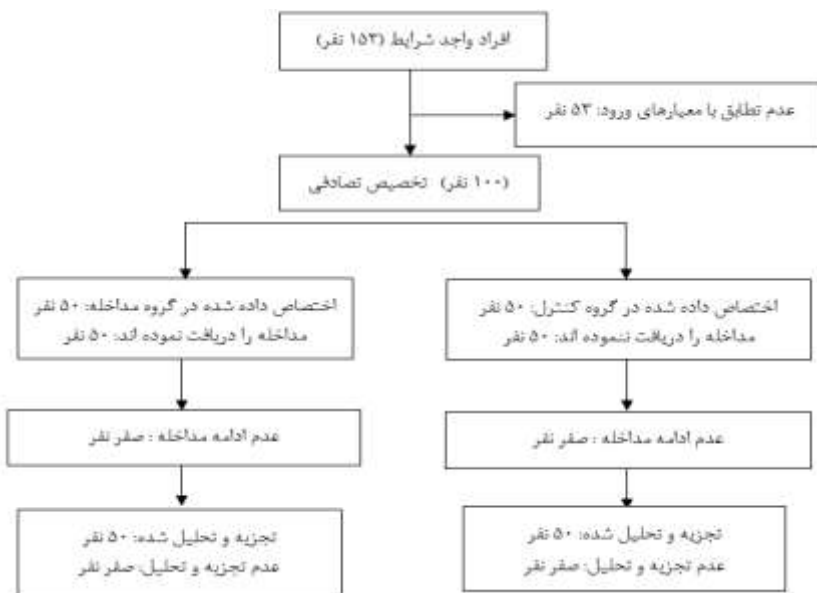 افراد واجد شرایط (۱۵۳ نفر)
عدم تطابق با معیارهای ورود: ۵۳ نفر
(۱۰۰ نفر) تخصیص تصادفی
اختصاص داده شده در گروه کنترل: ۵۰ نفر
مداخله را دریافت ننموده اند: ۵۰ نفر
اختصاص داده شده در گروه مداخله: ۵۰ نفر
مداخله را دریافت نموده اند: ۵۰ نفر
عدم ادامه مداخله : صفر نفر
عدم ادامه مداخله : صفر نفر
تجزیه و تحلیل شده: ۵۰ نفر
عدم تجزیه و تحلیل: صفر نفر
تجزیه و تحلیل شده: ۵۰ نفر
عدم تجزیه و تحلیل: صفر نفر